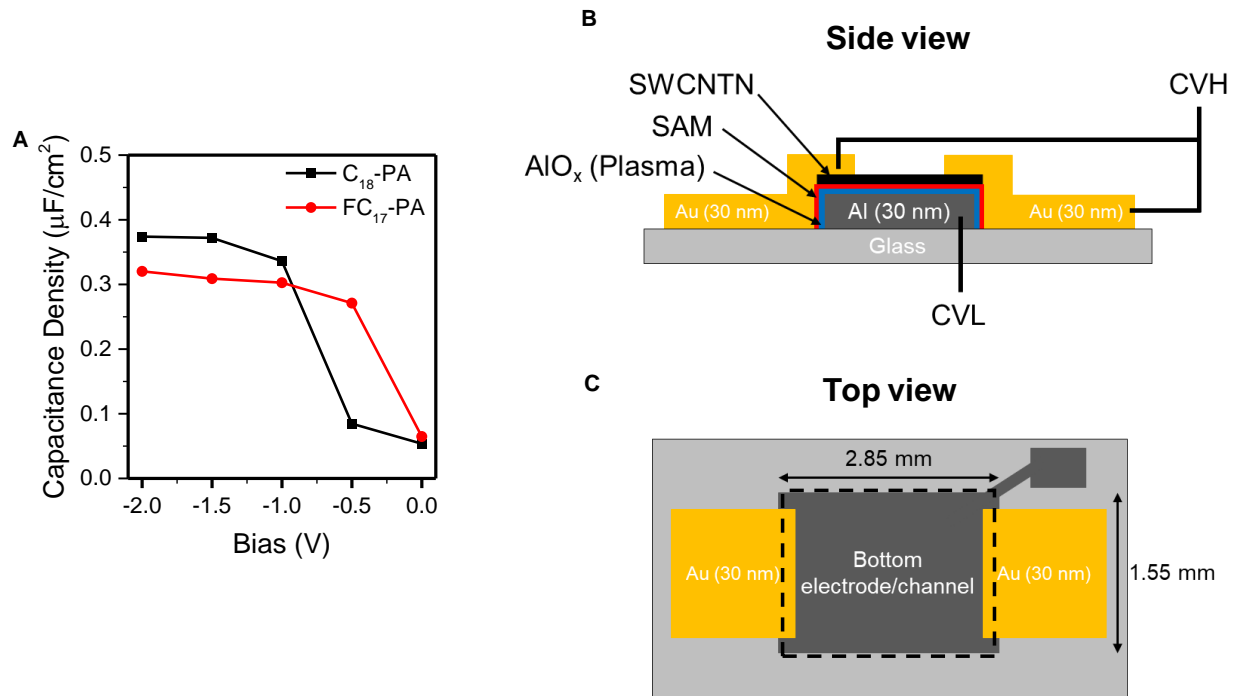 A
Capacitance Density (μF/cm²)
0.5
0.4
0.3
0.2
0.1
0.0
C₁₈-PA
FC₁₇-PA
-2.0 -1.5 -1.0 -0.5 0.0
Bias (V)
B
Side view
SWCNTN
SAM
AlOₓ (Plasma)
CVH
Au (30 nm)
Al (30 nm)
Au (30 nm)
Glass
CVL
C
Top view
2.85 mm
Au (30 nm)
Bottom
electrode/channel
Au (30 nm)
1.55 mm